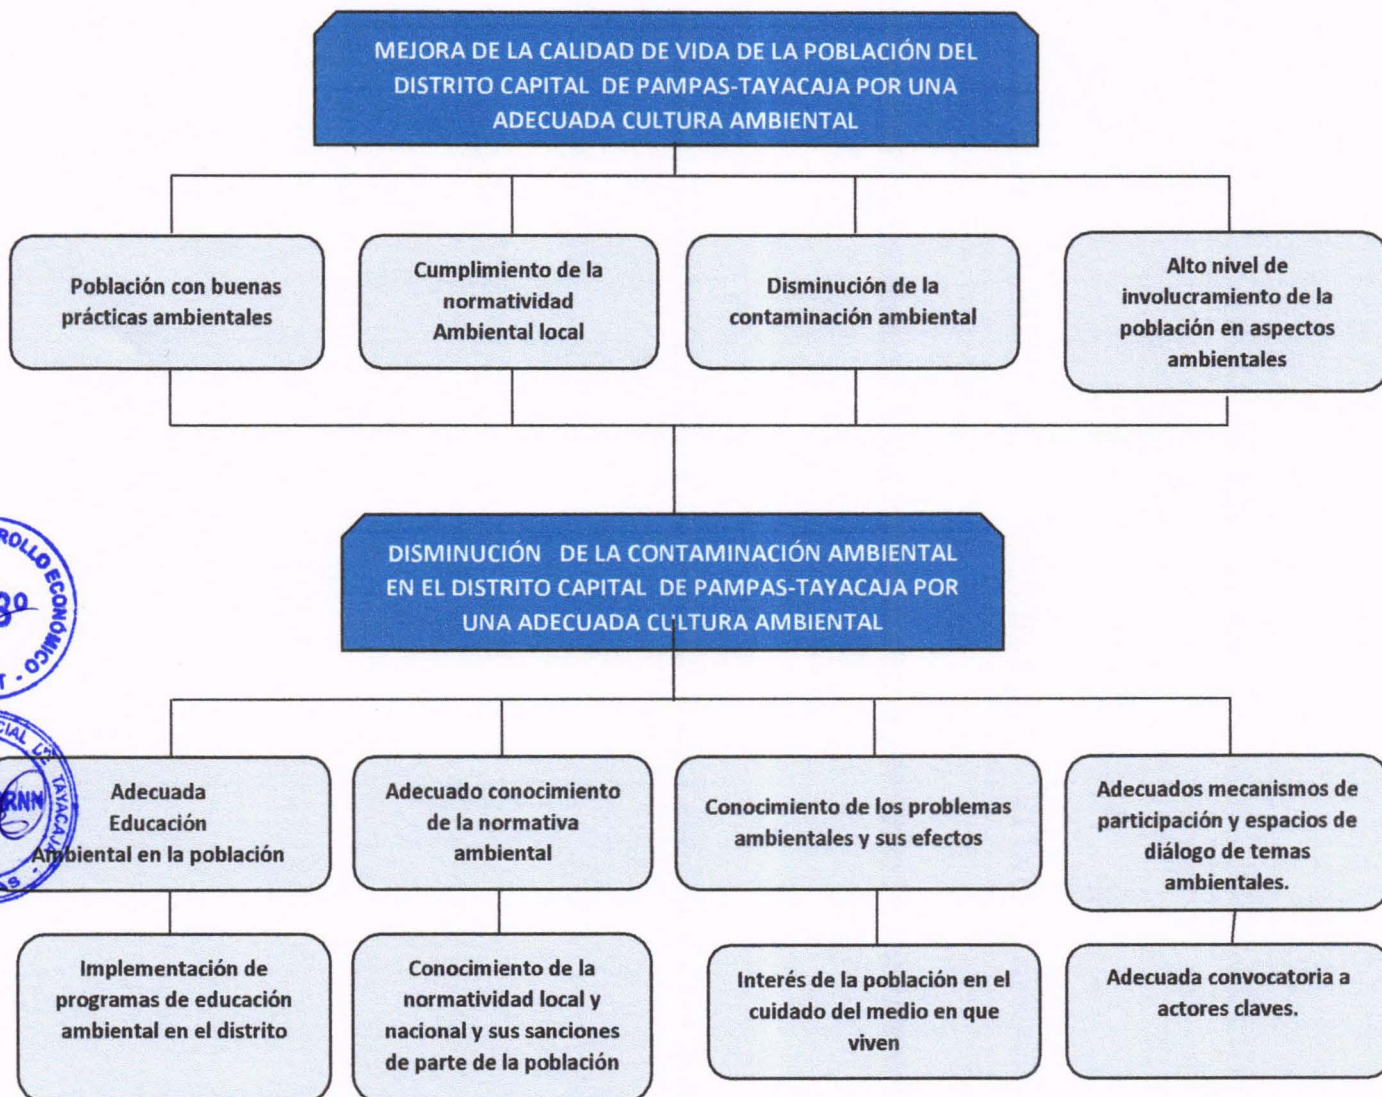 MEJORA DE LA CALIDAD DE VIDA DE LA POBLACIÓN DEL
DISTRITO CAPITAL DE PAMPAS-TAYACAJA POR UNA
ADECUADA CULTURA AMBIENTAL
Población con buenas
prácticas ambientales
Cumplimiento de la
normatividad
Ambiental local
Disminución de la
contaminación ambiental
Alto nivel de
involucramiento de la
población en aspectos
ambientales
DISMINUCIÓN DE LA CONTAMINACIÓN AMBIENTAL
EN EL DISTRITO CAPITAL DE PAMPAS-TAYACAJA POR
UNA ADECUADA CULTURA AMBIENTAL
ECONÓMICO
DE TAYACAJA
Adecuada
Educación
Ambiental en la población
Adecuado conocimiento
de la normativa
ambiental
Conocimiento de los problemas
ambientales y sus efectos
Adecuados mecanismos de
participación y espacios de
diálogo de temas
ambientales.
Implementación de
programas de educación
ambiental en el distrito
Conocimiento de la
normatividad local y
nacional y sus sanciones
de parte de la población
Interés de la población en el
cuidado del medio en que
viven
Adecuada convocatoria a
actores claves.